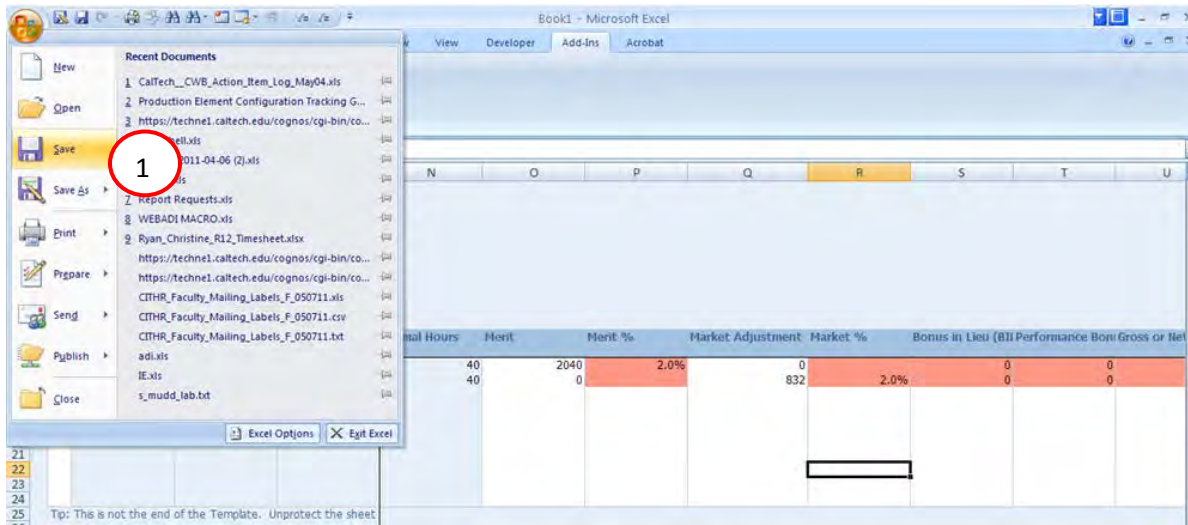 Book1 - Microsoft Excel
View Developer Add-Ins Acrobat
New
Open
Save
Save As
Print
Prepare
Send
Publish
Close
1
Recent Documents
1 CalTech__CWB_Action_Item_Log_May04.xls
2 Production Element Configuration Tracking G...
3 https://techne1.caltech.edu/cognos/cgi-bin/co...
ell.xls
2011-04-06 (2).xls
ls
7 Report Requests.xls
8 WEBADI MACRO.xls
9 Ryan_Christine_R12_Timesheet.xlsx
https://techne1.caltech.edu/cognos/cgi-bin/co...
https://techne1.caltech.edu/cognos/cgi-bin/co...
CITHR_Faculty_Mailing_Labels_F_050711.xls
CITHR_Faculty_Mailing_Labels_F_050711.csv
CITHR_Faculty_Mailing_Labels_F_050711.txt
adi.xls
IE.xls
s_mudd_lab.txt
Excel Options Exit Excel
N O P Q R S T U
mal Hours Merit Merit % Market Adjustment Market % Bonus in Lieu (BI Performance Bon Gross or Net
40 2040 2.0% 0 0 0
40 0 832 2.0% 0 0
21
22
23
24
25 Tip: This is not the end of the Template. Unprotect the sheet